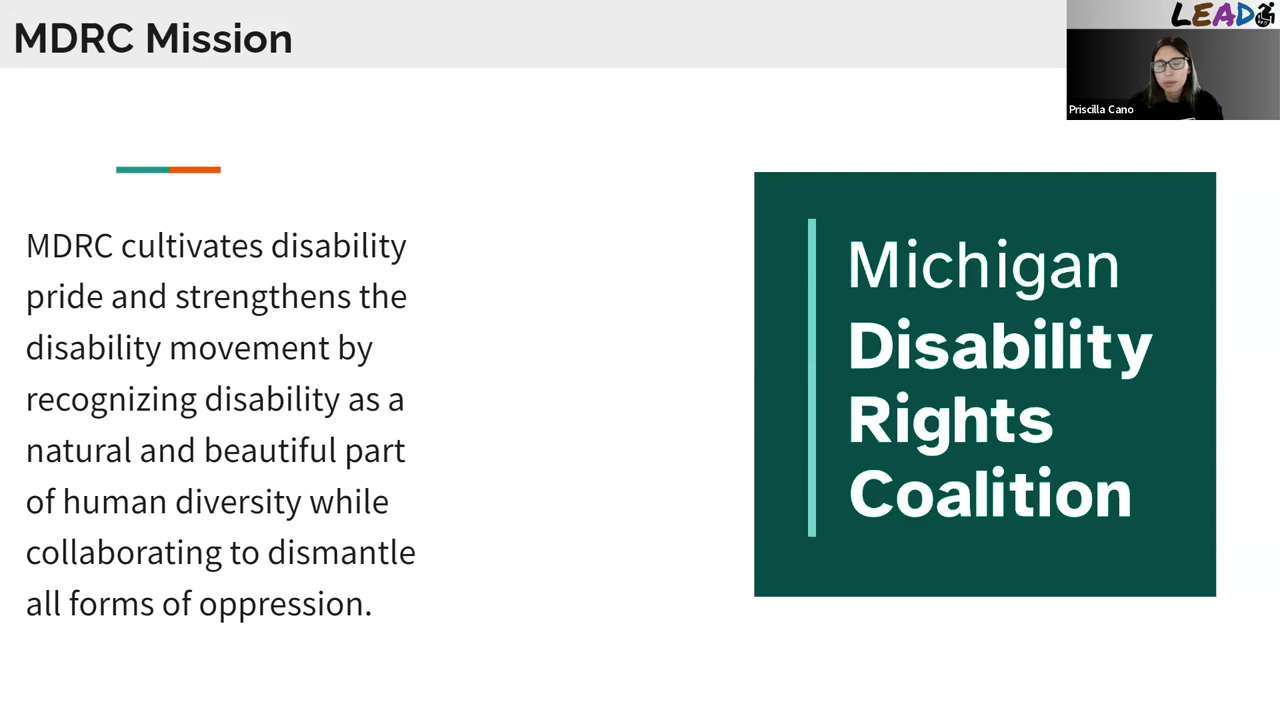 MDRC Mission
LEAD
Priscilla Cano
MDRC cultivates disability
pride and strengthens the
disability movement by
recognizing disability as a
natural and beautiful part
of human diversity while
collaborating to dismantle
all forms of oppression.
Michigan
Disability
Rights
Coalition